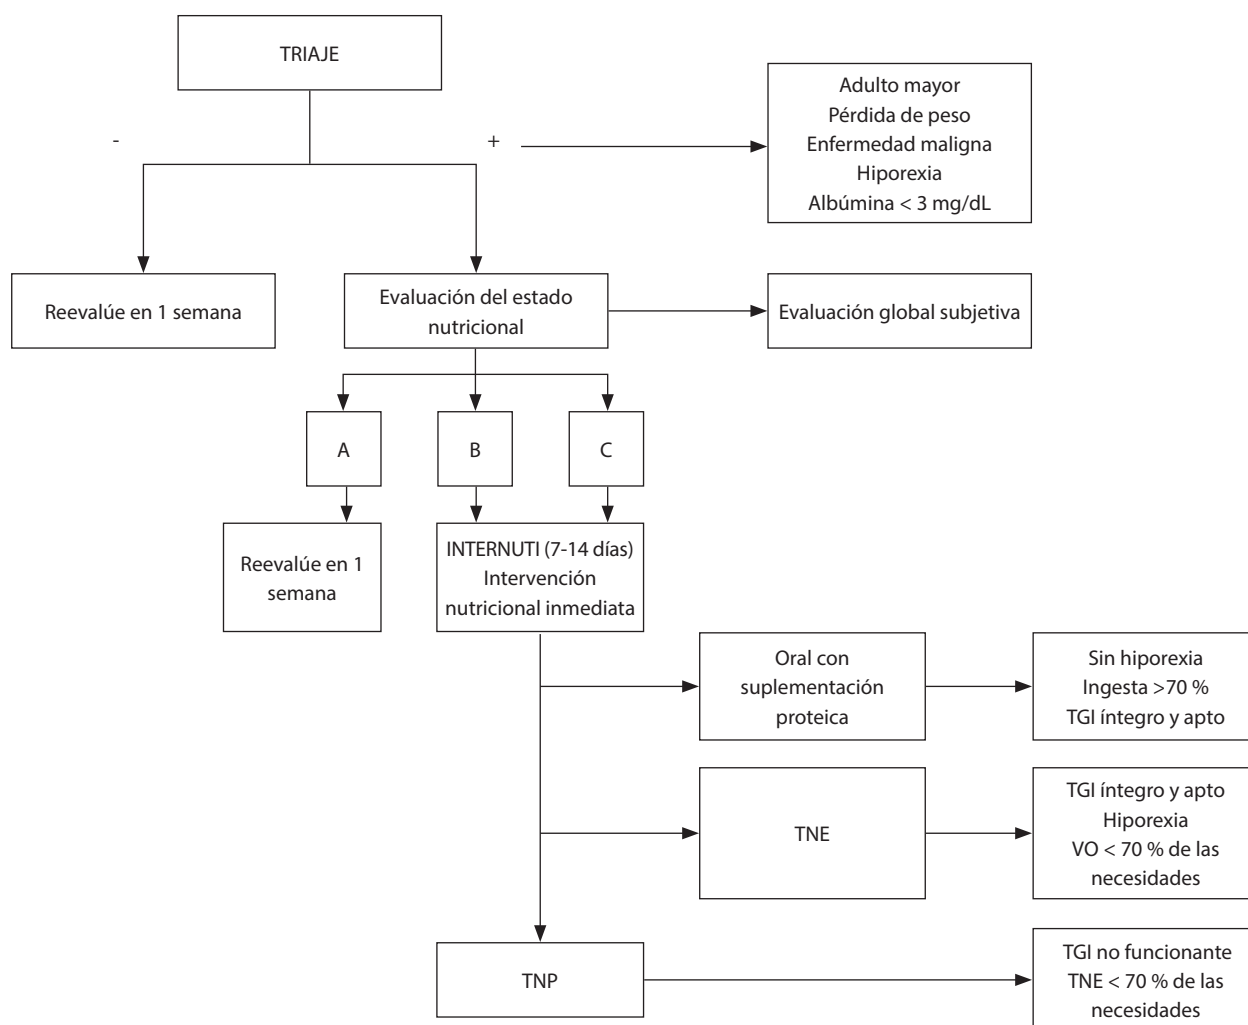 TRIAJE
Adulto mayor
Pérdida de peso
Enfermedad maligna
Hiporexia
Albúmina < 3 mg/dL
-
+
Reevalúe en 1 semana
Evaluación del estado
nutricional
Evaluación global subjetiva
A
B
C
Reevalúe en 1
semana
INTERNUTI (7-14 días)
Intervención
nutricional inmediata
Oral con
suplementación
proteica
Sin hiporexia
Ingesta >70 %
TGI íntegro y apto
TNE
TGI íntegro y apto
Hiporexia
VO < 70 % de las
necesidades
TNP
TGI no funcionante
TNE < 70 % de las
necesidades